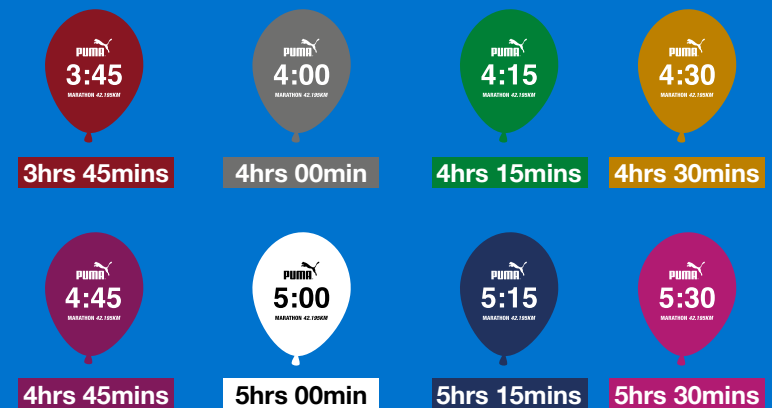 PUMA PUMA PUMA PUMA
3:45 4:00 4:15 4:30
MARATHON 42.195KM MARATHON 42.195KM MARATHON 42.195KM MARATHON 42.195KM
3hrs 45mins 4hrs 00min 4hrs 15mins 4hrs 30mins
PUMA PUMA PUMA PUMA
4:45 5:00 5:15 5:30
MARATHON 42.195KM MARATHON 42.195KM MARATHON 42.195KM MARATHON 42.195KM
4hrs 45mins 5hrs 00min 5hrs 15mins 5hrs 30mins